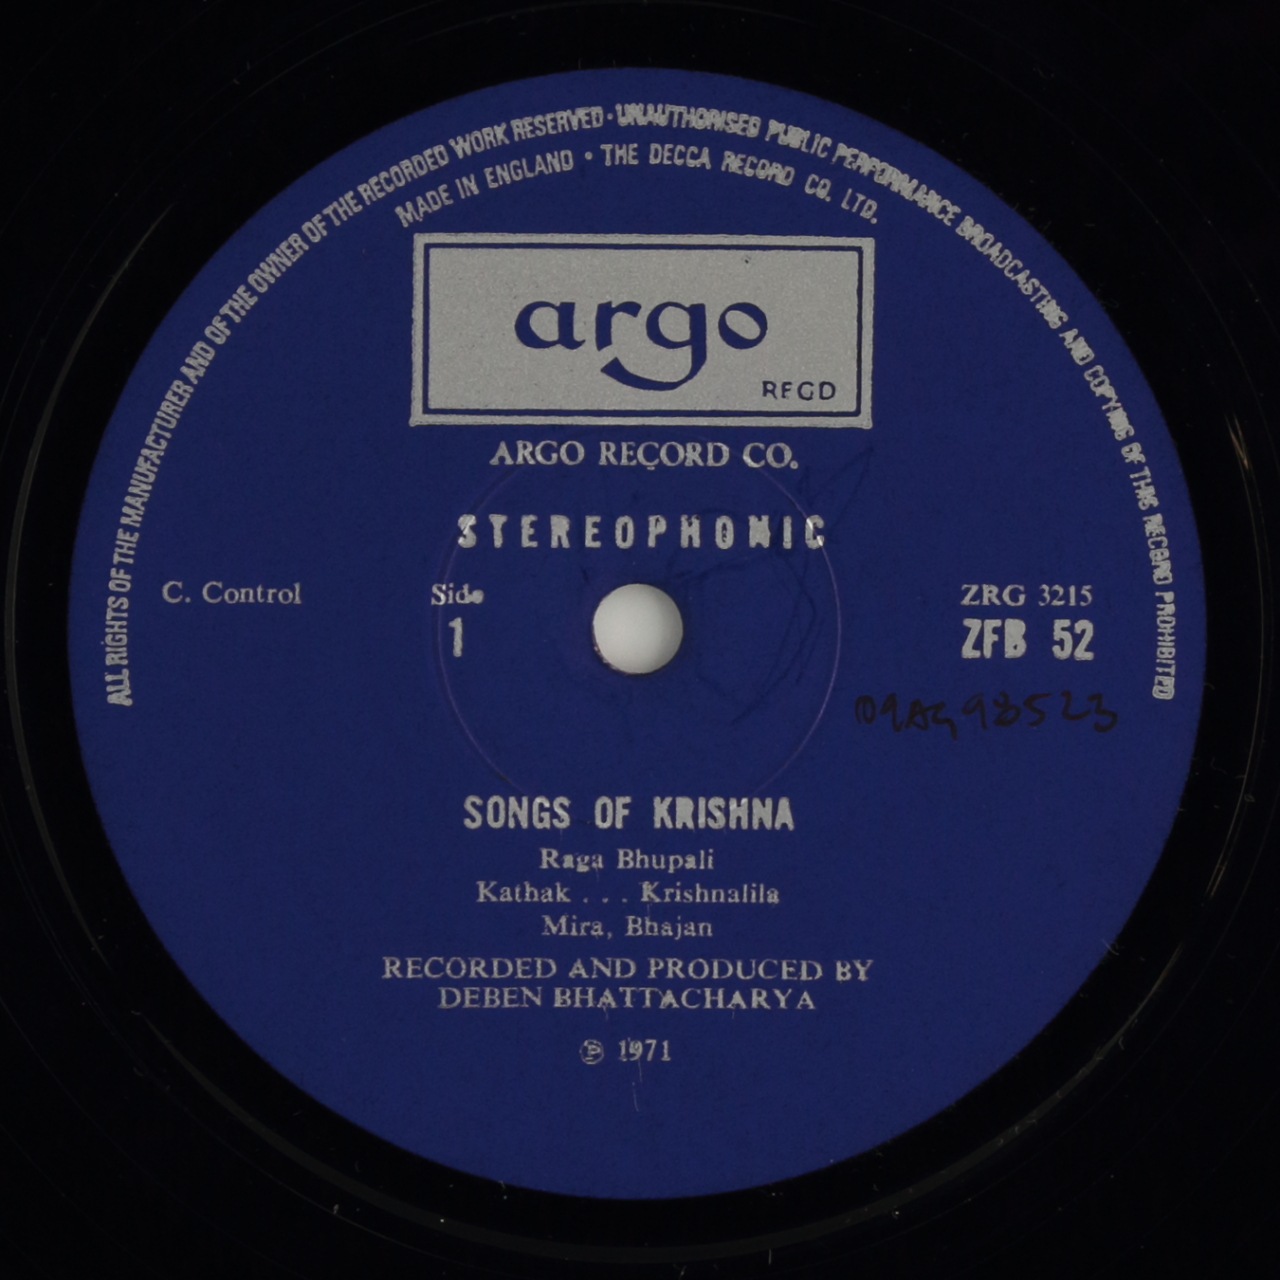 ALL RIGHTS OF THE MANUFACTURER AND OF THE OWNER OF THE RECORDED WORK RESERVED · UNAUTHORISED PUBLIC PERFORMANCE BROADCASTING AND COPYING OF THIS RECORD PROHIBITED
MADE IN ENGLAND · THE DECCA RECORD CO. LTD.
argo
REGD
ARGO RECORD CO.
STEREOPHONIC
C. Control
Side
1
ZRG 3215
ZFB 52
SONGS OF KRISHNA
Raga Bhupali
Kathak . . . Krishnalila
Mira, Bhajan
RECORDED AND PRODUCED BY
DEBEN BHATTACHARYA
℗ 1971